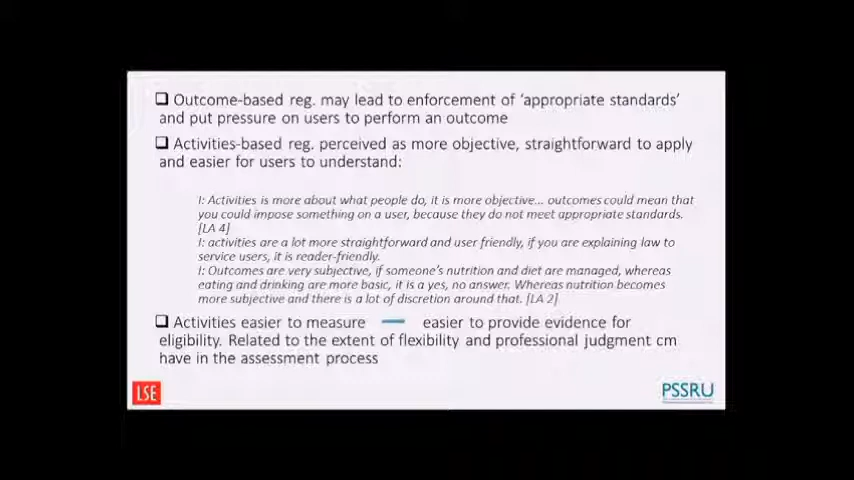 Outcome-based reg. may lead to enforcement of ‘appropriate standards’
and put pressure on users to perform an outcome
Activities-based reg. perceived as more objective, straightforward to apply
and easier for users to understand:
I: Activities is more about what people do, it is more objective... outcomes could mean that
you could impose something on a user, because they do not meet appropriate standards.
[LA 4]
I: activities are a lot more straightforward and user friendly, if you are explaining law to
service users, it is reader-friendly.
I: Outcomes are very subjective, if someone's nutrition and diet are managed, whereas
eating and drinking are more basic, it is a yes, no answer. Whereas nutrition becomes
more subjective and there is a lot of discretion around that. [LA 2]
Activities easier to measure — easier to provide evidence for
eligibility. Related to the extent of flexibility and professional judgment cm
have in the assessment process
LSE
PSSRU